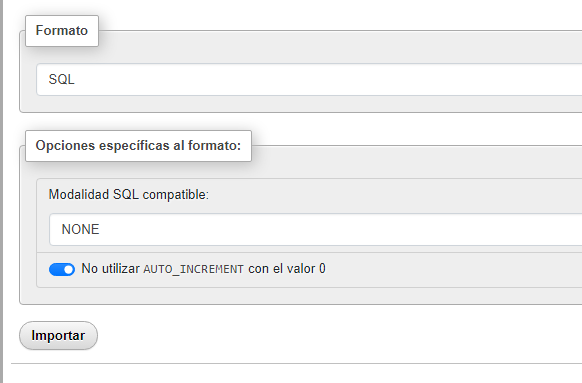 Formato
SQL
Opciones específicas al formato:
Modalidad SQL compatible:
NONE
No utilizar AUTO_INCREMENT con el valor 0
Importar